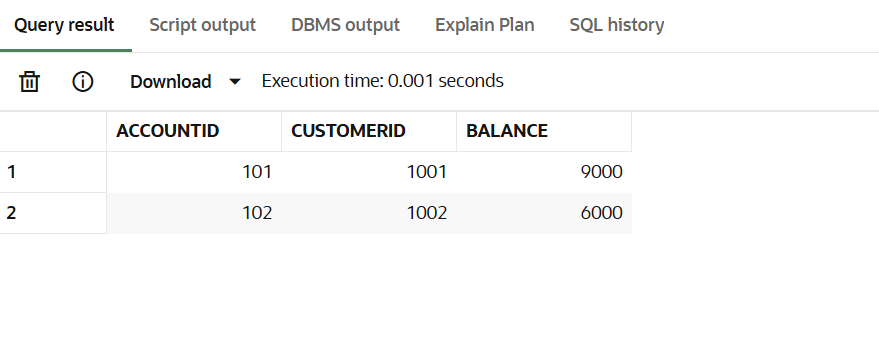 Query result Script output DBMS output Explain Plan SQL history
Download Execution time: 0.001 seconds
ACCOUNTID CUSTOMERID BALANCE
1 101 1001 9000
2 102 1002 6000